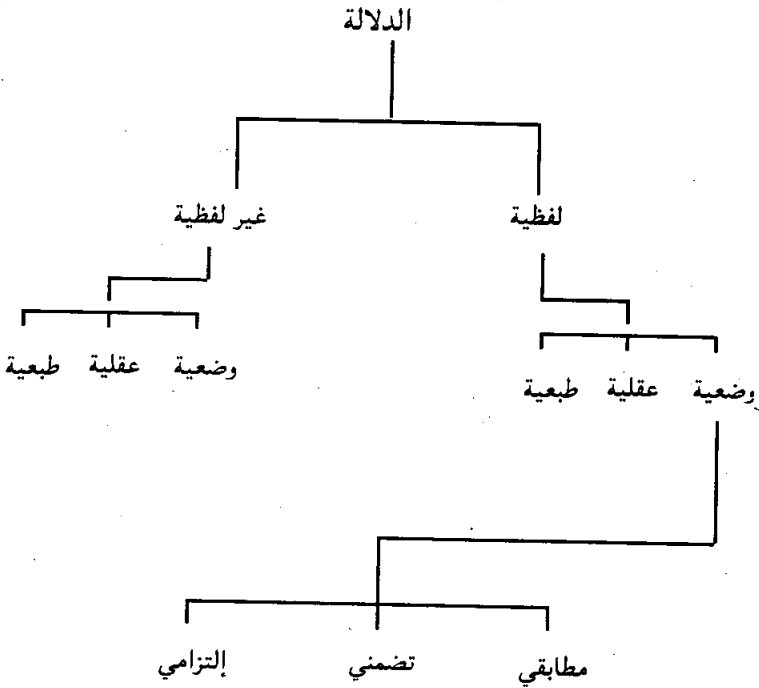 الدلالة
لفظية
غير لفظية
وضعية عقلية طبعية
وضعية عقلية طبعية
مطابقي تضمني إلتزامي